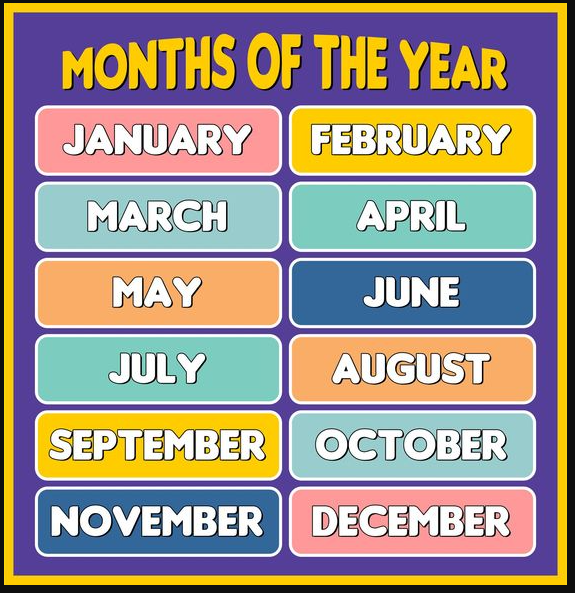 MONTHS OF THE YEAR
JANUARY
FEBRUARY
MARCH
APRIL
MAY
JUNE
JULY
AUGUST
SEPTEMBER
OCTOBER
NOVEMBER
DECEMBER